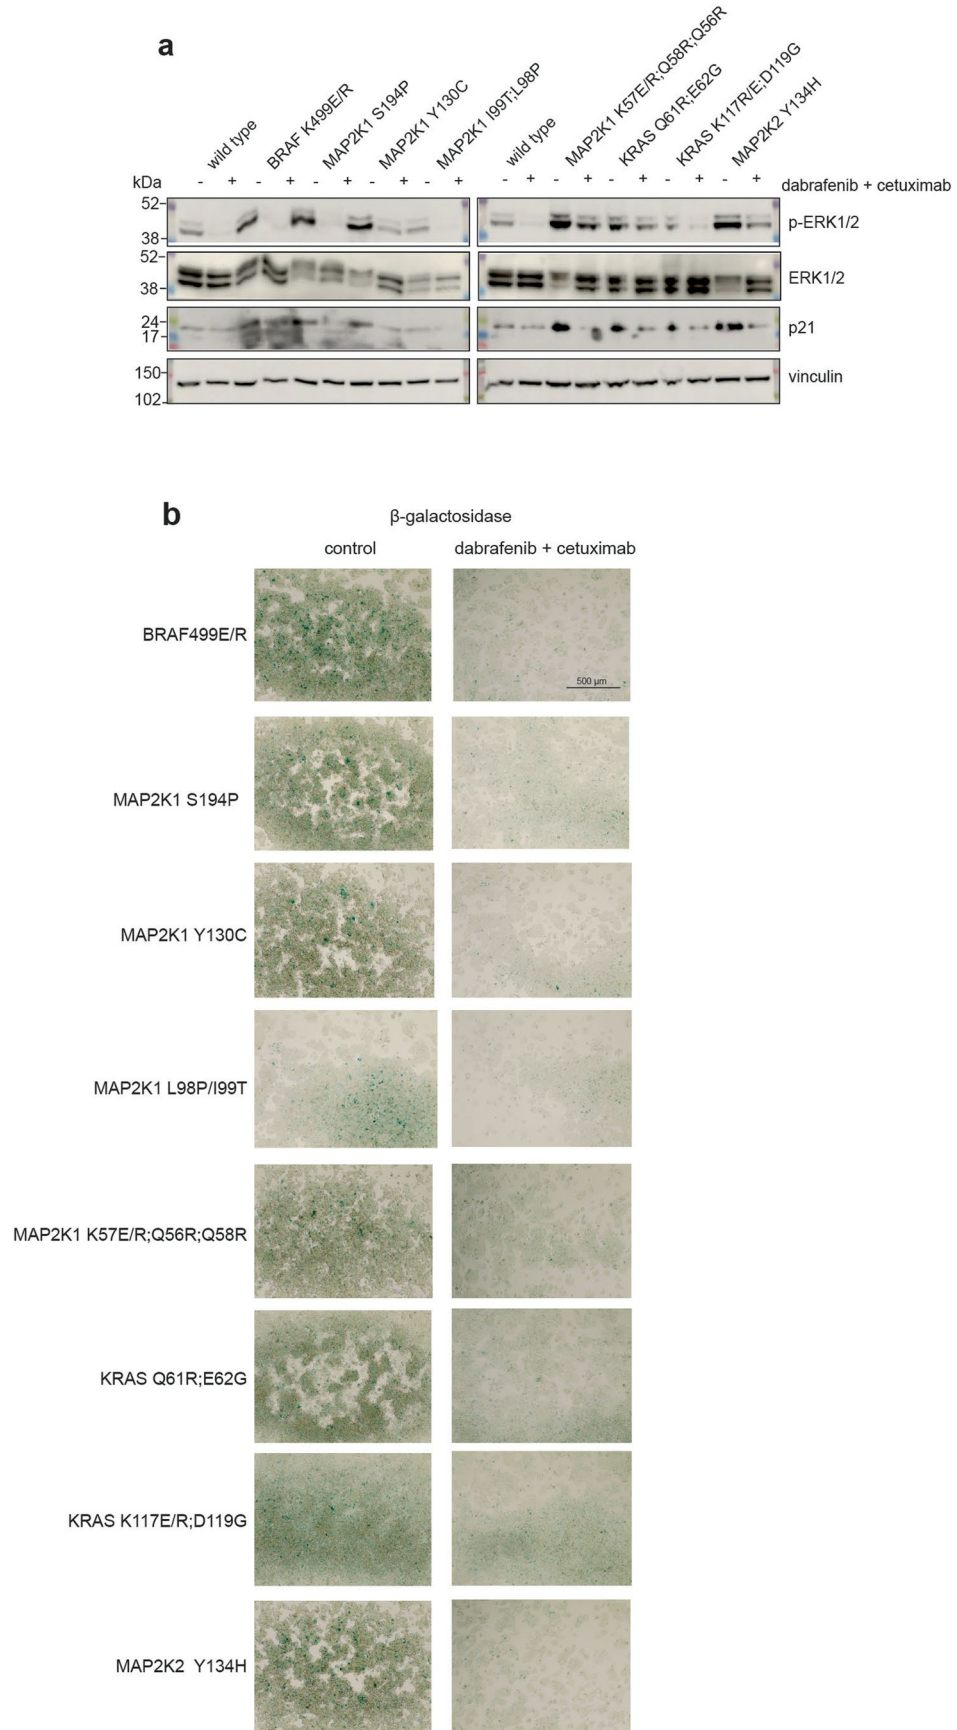 a
wild type
BRAF K499E/R
MAP2K1 S194P
MAP2K1 Y130C
MAP2K1 I99T;L98P
wild type
MAP2K1 K57E/R;Q58R;Q56R
KRAS Q61R;E62G
KRAS K117R/E;D119G
MAP2K2 Y134H
kDa
- + - + - + - + - + - + - + - + - + - + dabrafenib + cetuximab
52
38
p-ERK1/2
52
38
ERK1/2
24
17
p21
150
102
vinculin
b
β-galactosidase
control dabrafenib + cetuximab
BRAF499E/R
500 µm
MAP2K1 S194P
MAP2K1 Y130C
MAP2K1 L98P/I99T
MAP2K1 K57E/R;Q56R;Q58R
KRAS Q61R;E62G
KRAS K117E/R;D119G
MAP2K2 Y134H